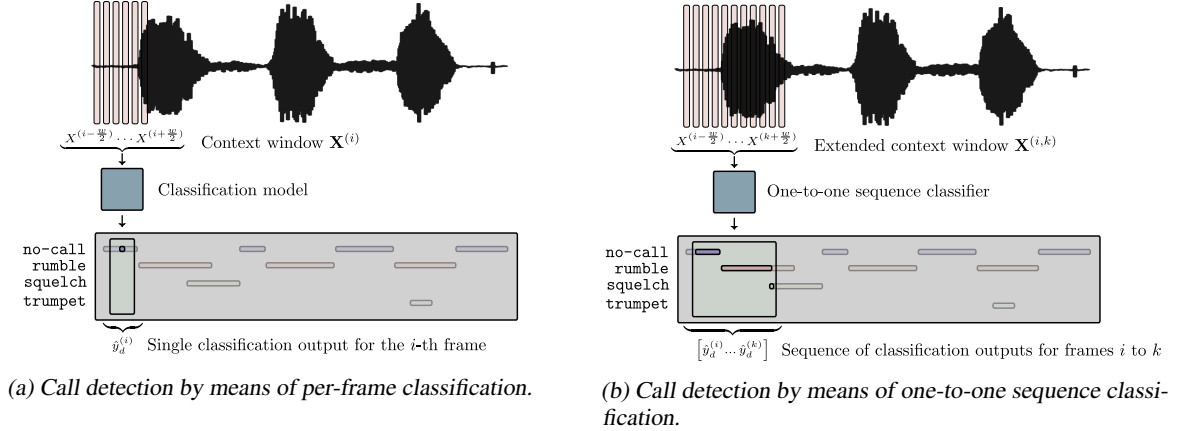 X^(i−w/2) ··· X^(i+w/2)
Context window X^(i)
Classification model
no-call
rumble
squelch
trumpet
ŷ_d^(i) Single classification output for the i-th frame
(a) Call detection by means of per-frame classification.
X^(i−w/2) ··· X^(k+w/2)
Extended context window X^(i,k)
One-to-one sequence classifier
no-call
rumble
squelch
trumpet
[ŷ_d^(i) ... ŷ_d^(k)] Sequence of classification outputs for frames i to k
(b) Call detection by means of one-to-one sequence classi-
fication.